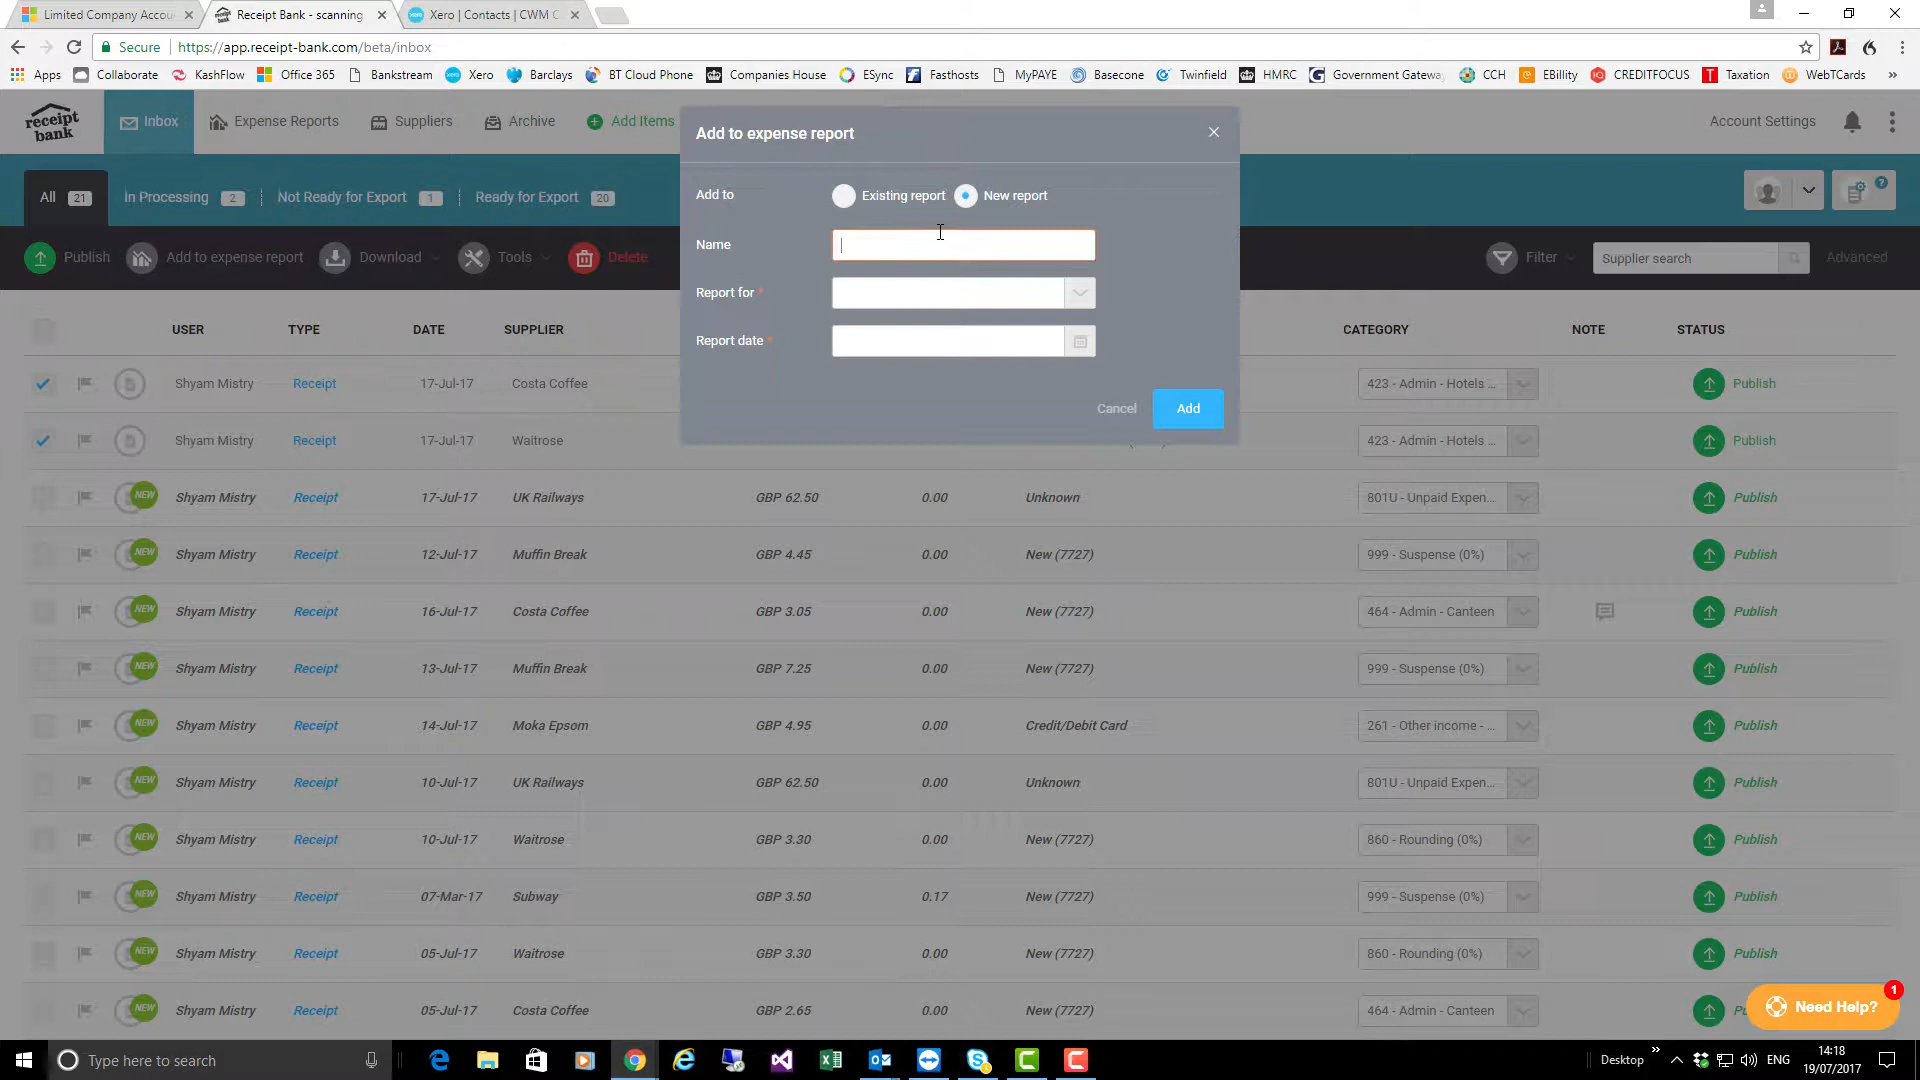 Limited Company Accou
Receipt Bank - scanning
Xero | Contacts | CWM C
Secure
https://app.receipt-bank.com/beta/inbox
Apps
Collaborate
KashFlow
Office 365
Bankstream
Xero
Barclays
BT Cloud Phone
Companies House
ESync
Fasthosts
MyPAYE
Basecone
Twinfield
HMRC
Government Gatewa
CCH
EBillity
CREDITFOCUS
Taxation
WebTCards
»
receipt
bank
Inbox
Expense Reports
Suppliers
Archive
Add Items
Account Settings
All 21
In Processing 2
Not Ready for Export 1
Ready for Export 20
Publish
Add to expense report
Download
Tools
Delete
Filter
Supplier search
Advanced
Add to expense report
Add to
Existing report
New report
Name
Report for *
Report date *
Cancel
Add
USER TYPE DATE SUPPLIER CATEGORY NOTE STATUS
Shyam Mistry Receipt 17-Jul-17 Costa Coffee 423 - Admin - Hotels ... Publish
Shyam Mistry Receipt 17-Jul-17 Waitrose 423 - Admin - Hotels ... Publish
NEW Shyam Mistry Receipt 17-Jul-17 UK Railways GBP 62.50 0.00 Unknown 801U - Unpaid Expen... Publish
NEW Shyam Mistry Receipt 12-Jul-17 Muffin Break GBP 4.45 0.00 New (7727) 999 - Suspense (0%) Publish
NEW Shyam Mistry Receipt 16-Jul-17 Costa Coffee GBP 3.05 0.00 New (7727) 464 - Admin - Canteen Publish
NEW Shyam Mistry Receipt 13-Jul-17 Muffin Break GBP 7.25 0.00 New (7727) 999 - Suspense (0%) Publish
NEW Shyam Mistry Receipt 14-Jul-17 Moka Epsom GBP 4.95 0.00 Credit/Debit Card 261 - Other income - ... Publish
NEW Shyam Mistry Receipt 10-Jul-17 UK Railways GBP 62.50 0.00 Unknown 801U - Unpaid Expen... Publish
NEW Shyam Mistry Receipt 10-Jul-17 Waitrose GBP 3.30 0.00 New (7727) 860 - Rounding (0%) Publish
NEW Shyam Mistry Receipt 07-Mar-17 Subway GBP 3.50 0.17 New (7727) 999 - Suspense (0%) Publish
NEW Shyam Mistry Receipt 05-Jul-17 Waitrose GBP 3.30 0.00 New (7727) 860 - Rounding (0%) Publish
NEW Shyam Mistry Receipt 05-Jul-17 Costa Coffee GBP 2.65 0.00 New (7727) 464 - Admin - Canteen
Need Help?
1
Type here to search
Desktop
»
ENG
14:18
19/07/2017